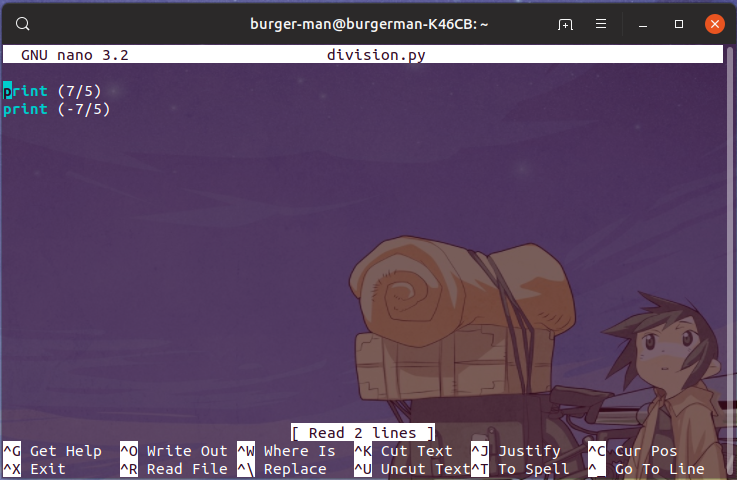 burger-man@burgerman-K46CB: ~
GNU nano 3.2 division.py
print (7/5)
print (-7/5)
[ Read 2 lines ]
^G Get Help ^O Write Out ^W Where Is ^K Cut Text ^J Justify ^C Cur Pos
^X Exit ^R Read File ^\ Replace ^U Uncut Text ^T To Spell ^_ Go To Line